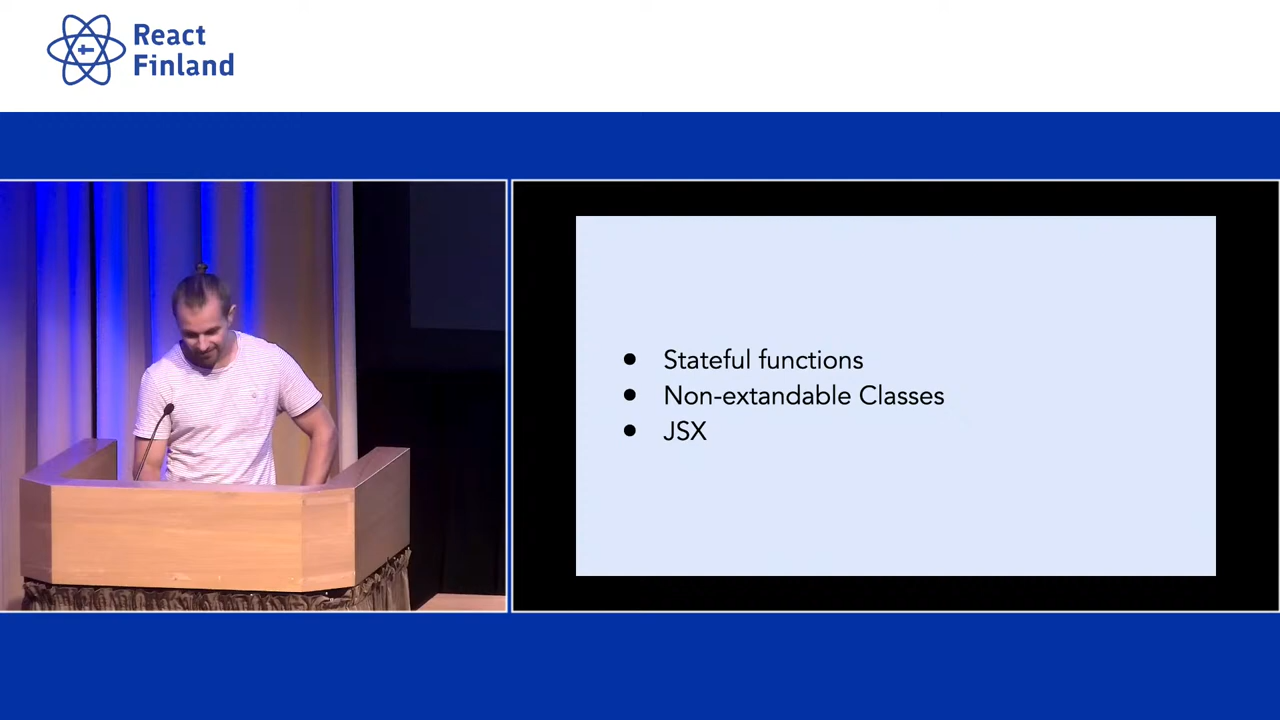 React
Finland
● Stateful functions
● Non-extandable Classes
● JSX